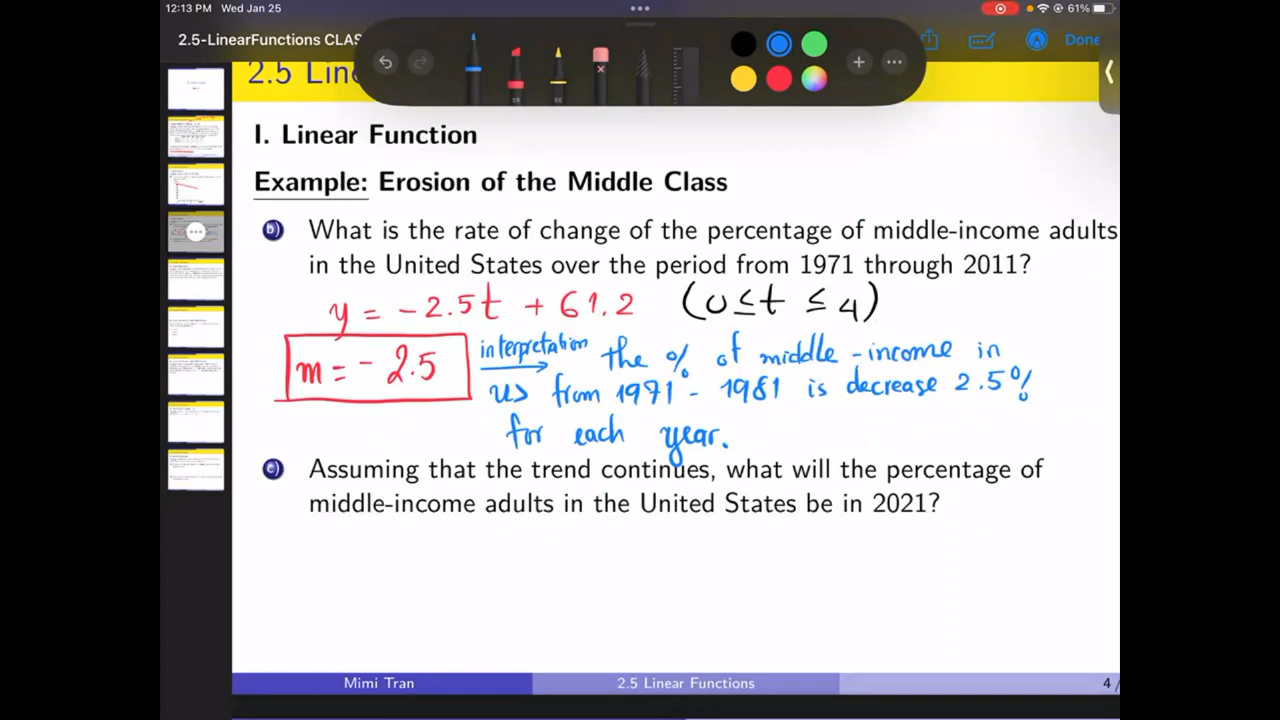 12:13 PM Wed Jan 25
61%
2.5-LinearFunctions CLAS
Done
2.5 Line
I. Linear Function
Example: Erosion of the Middle Class
b) What is the rate of change of the percentage of middle-income adults
in the United States over the period from 1971 through 2011?
y = -2.5t + 61.2 (0 ≤ t ≤ 4)
m = -2.5 interpretation the % of middle-income in
US from 1971 - 1981 is decrease 2.5%
for each year.
c) Assuming that the trend continues, what will the percentage of
middle-income adults in the United States be in 2021?
Mimi Tran 2.5 Linear Functions 4 /